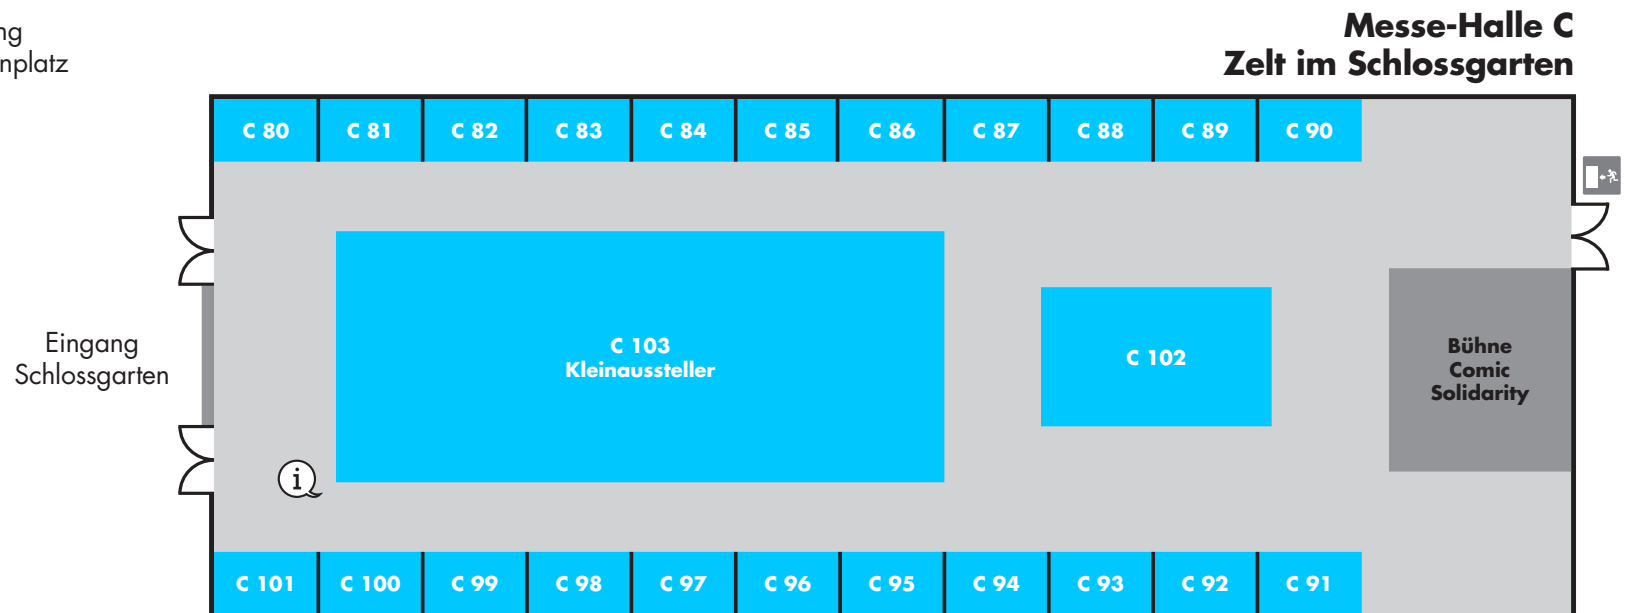 Messe-Halle C
Zelt im Schlossgarten
C 80 C 81 C 82 C 83 C 84 C 85 C 86 C 87 C 88 C 89 C 90
Eingang
Schlossgarten
C 103
Kleinaussteller
C 102
Bühne
Comic
Solidarity
i
C 101 C 100 C 99 C 98 C 97 C 96 C 95 C 94 C 93 C 92 C 91